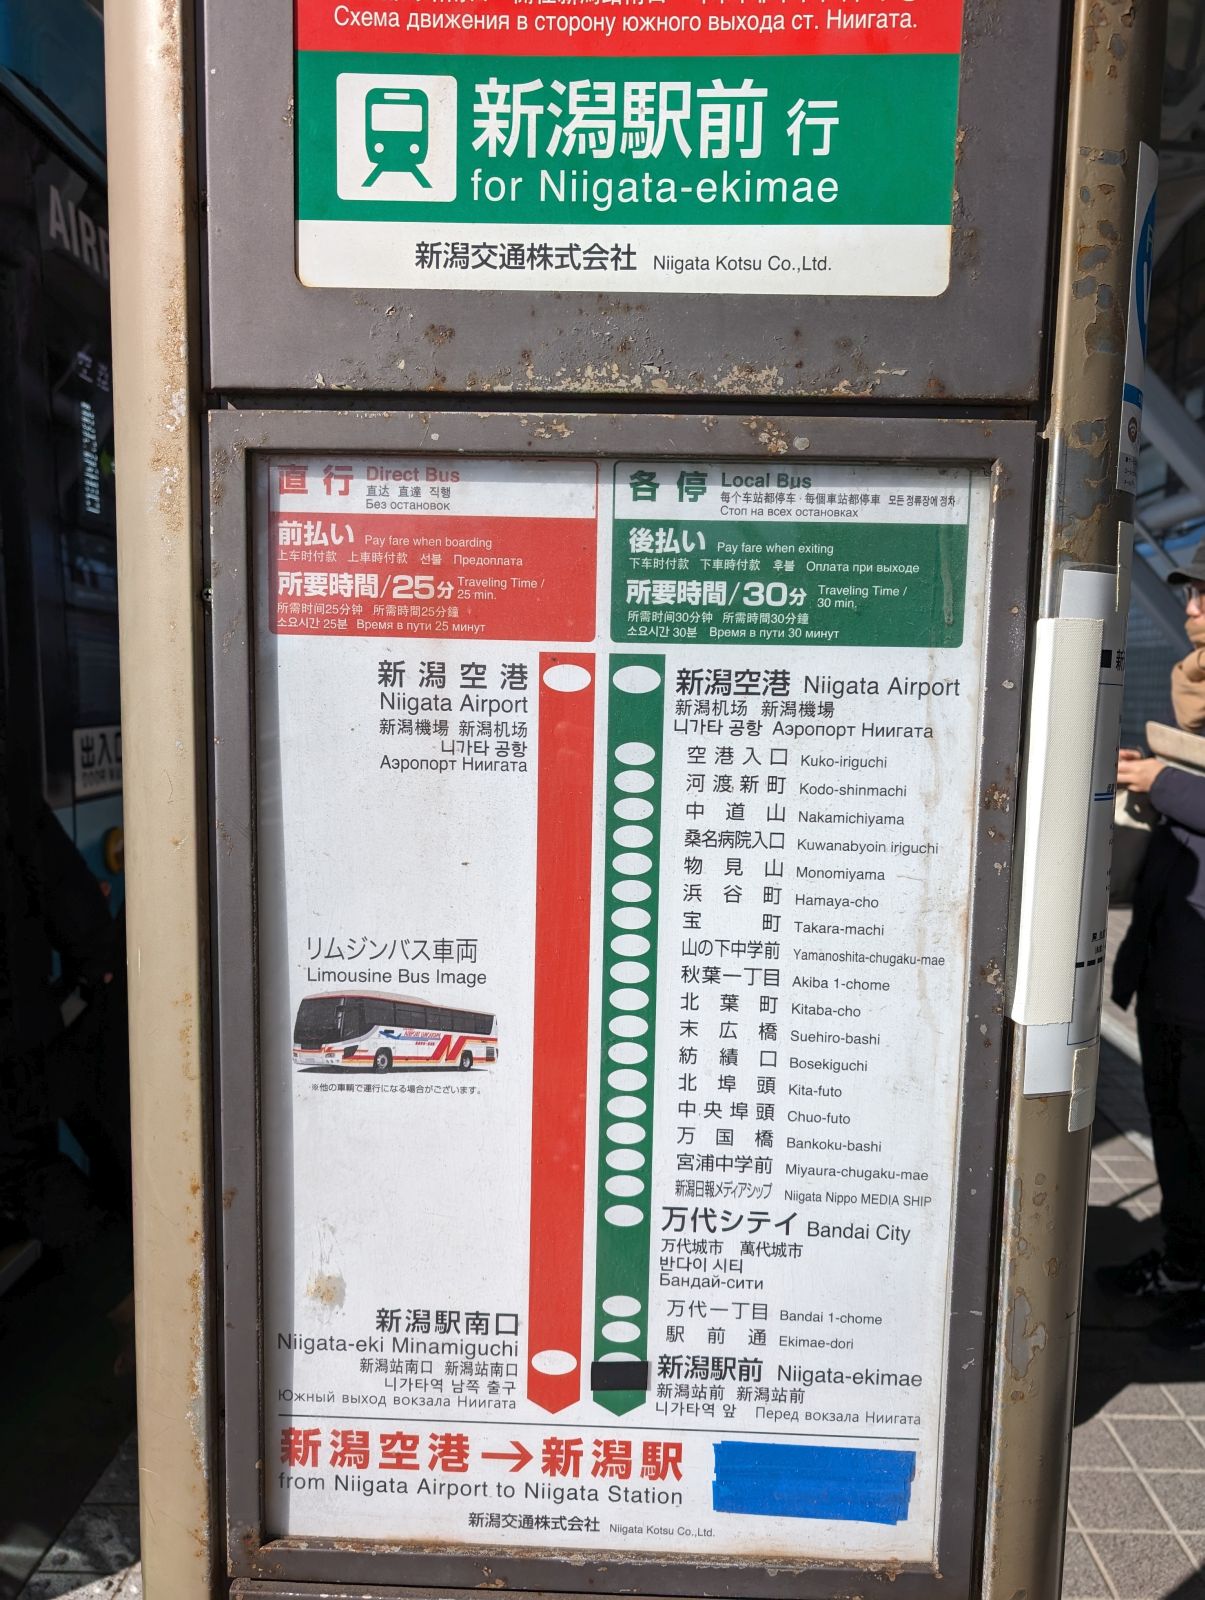 Схема движения в сторону южного выхода ст. Ниигата.
新潟駅前 行
for Niigata-ekimae
新潟交通株式会社 Niigata Kotsu Co.,Ltd.
直行 Direct Bus
直达 直達 직행
Без остановок
前払い Pay fare when boarding
上车时付款 上車時付款 선불 Предоплата
所要時間/25分 Traveling Time / 25 min.
所需时间25分钟 所需時間25分鐘
소요시간 25분 Время в пути 25 минут
各停 Local Bus
每个车站都停车・每個車站都停車 모든 정류장에 정차
Стоп на всех остановках
後払い Pay fare when exiting
下车时付款 下車時付款 후불 Оплата при выходе
所要時間/30分 Traveling Time / 30 min.
所需时间30分钟 所需時間30分鐘
소요시간 30분 Время в пути 30 минут
新潟空港
Niigata Airport
新潟機場 新潟机场
니가타 공항
Аэропорт Ниигата
リムジンバス車両
Limousine Bus Image
※他の車輌で運行になる場合がございます。
新潟駅南口
Niigata-eki Minamiguchi
新潟站南口 新潟站南口
니가타역 남쪽 출구
Южный выход вокзала Ниигата
新潟空港 Niigata Airport
新潟机场 新潟機場
니가타 공항 Аэропорт Ниигата
空港入口 Kuko-iriguchi
河渡新町 Kodo-shinmachi
中道山 Nakamichiyama
桑名病院入口 Kuwanabyoin iriguchi
物見山 Monomiyama
浜谷町 Hamaya-cho
宝町 Takara-machi
山の下中学前 Yamanoshita-chugaku-mae
秋葉一丁目 Akiba 1-chome
北葉町 Kitaba-cho
末広橋 Suehiro-bashi
紡績口 Bosekiguchi
北埠頭 Kita-futo
中央埠頭 Chuo-futo
万国橋 Bankoku-bashi
宮浦中学前 Miyaura-chugaku-mae
新潟日報メディアシップ Niigata Nippo MEDIA SHIP
万代シテイ Bandai City
万代城市 萬代城市
반다이 시티
Бандай-сити
万代一丁目 Bandai 1-chome
駅前通 Ekimae-dori
新潟駅前 Niigata-ekimae
新潟站前 新潟站前
니가타역 앞 Перед вокзала Ниигата
新潟空港→新潟駅
from Niigata Airport to Niigata Station
新潟交通株式会社 Niigata Kotsu Co.,Ltd.
出入口